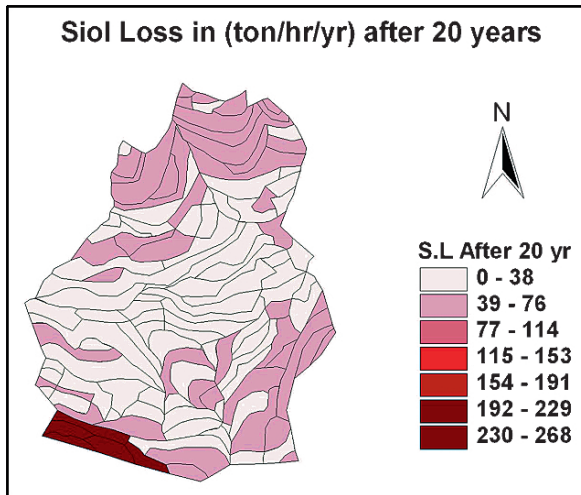 Siol Loss in (ton/hr/yr) after 20 years
N
S.L After 20 yr
0 - 38
39 - 76
77 - 114
115 - 153
154 - 191
192 - 229
230 - 268